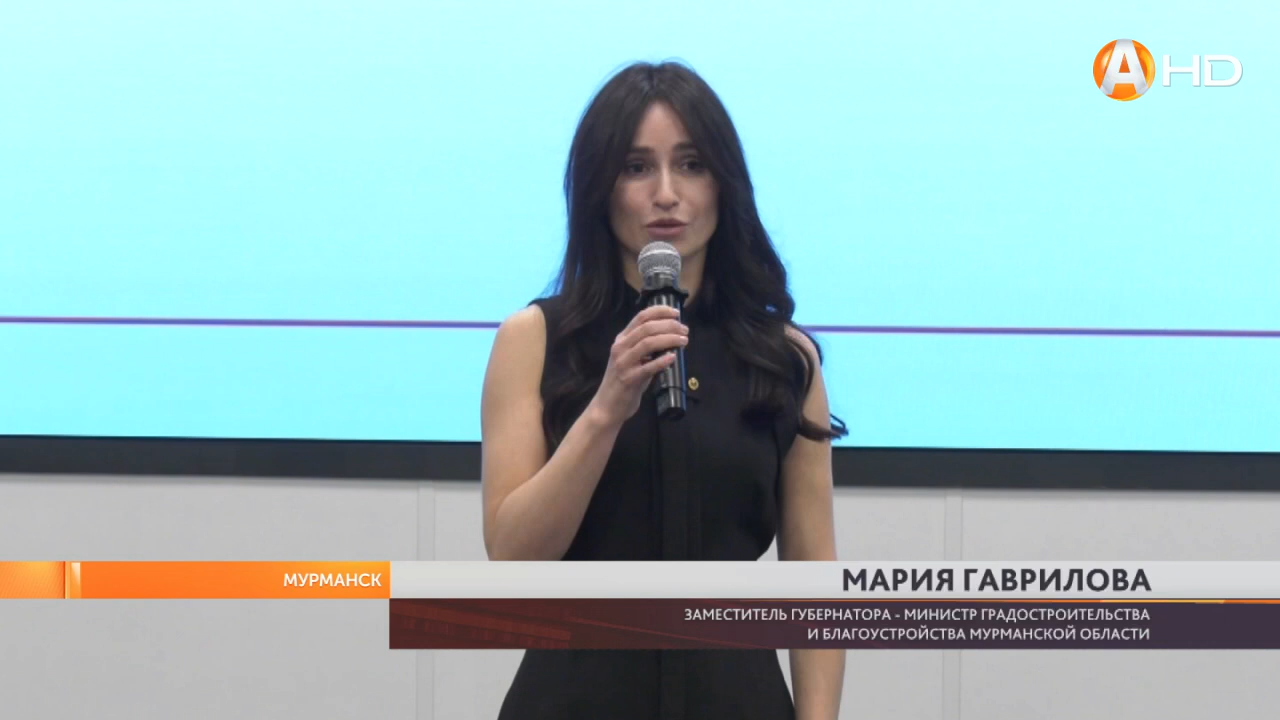 А HD
МУРМАНСК
МАРИЯ ГАВРИЛОВА
ЗАМЕСТИТЕЛЬ ГУБЕРНАТОРА - МИНИСТР ГРАДОСТРОИТЕЛЬСТВА
И БЛАГОУСТРОЙСТВА МУРМАНСКОЙ ОБЛАСТИ